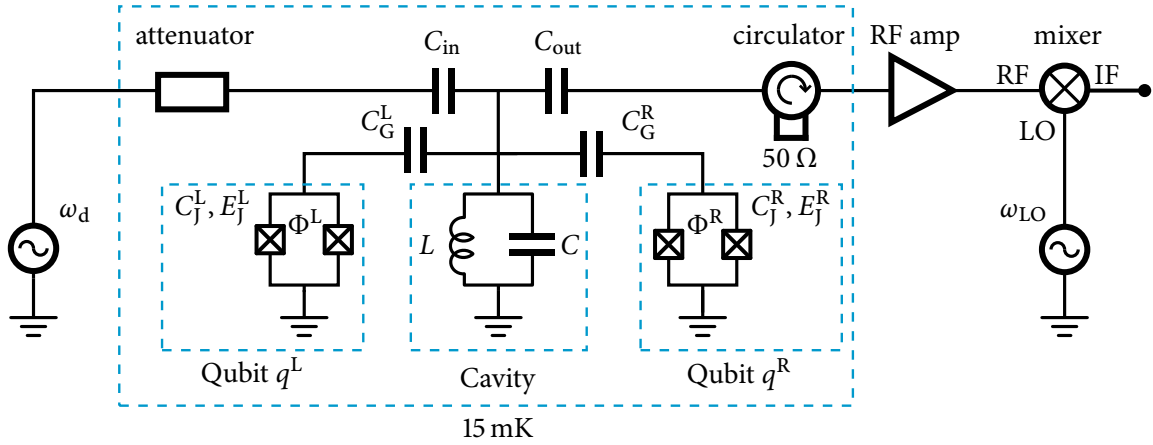 attenuator
C_in
C_out
circulator
RF amp
mixer
RF
IF
LO
C_G^L
C_G^R
50 Ω
ω_d
C_J^L, E_J^L
Φ^L
L
C
Φ^R
C_J^R, E_J^R
ω_LO
Qubit q^L
Cavity
Qubit q^R
15 mK